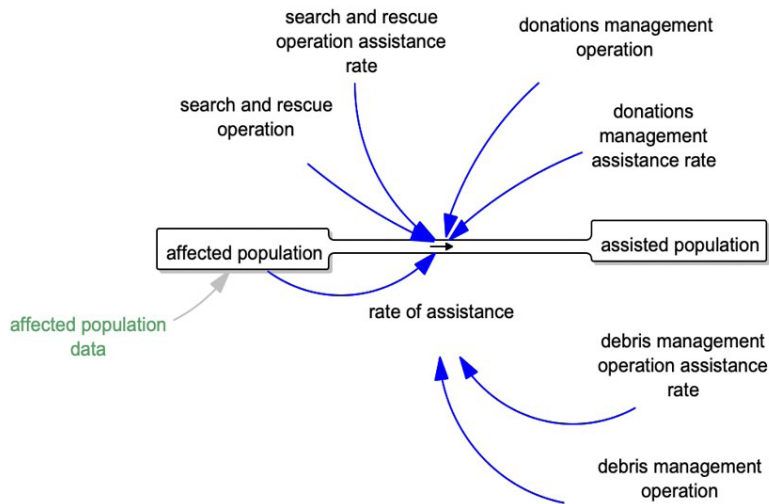 search and rescue
operation assistance
rate
donations management
operation
search and rescue
operation
donations
management
assistance rate
affected population
assisted population
affected population
data
rate of assistance
debris management
operation assistance
rate
debris management
operation